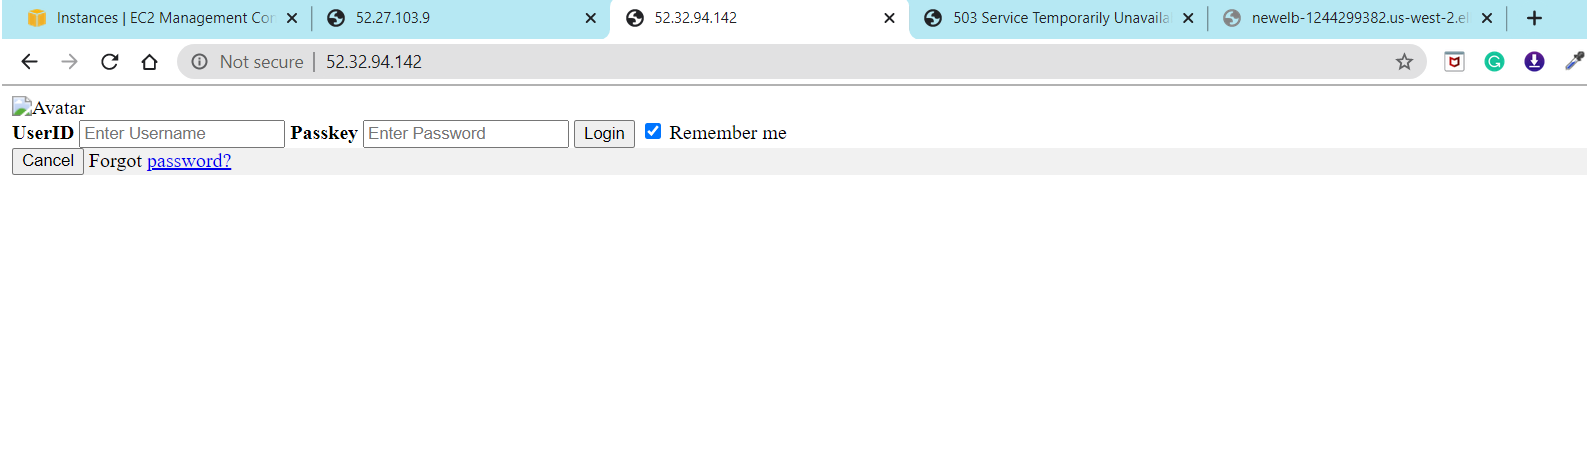 Instances | EC2 Management Con
52.27.103.9
52.32.94.142
503 Service Temporarily Unavaila
newelb-1244299382.us-west-2.el
Not secure | 52.32.94.142
Avatar
UserID Enter Username Passkey Enter Password Login Remember me
Cancel Forgot password?